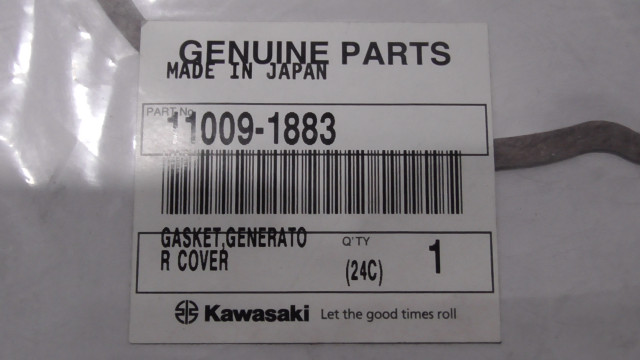 GENUINE PARTS
MADE IN JAPAN
PART No.
11009-1883
GASKET,GENERATO
R COVER
Q'TY
(24C)
1
Kawasaki Let the good times roll